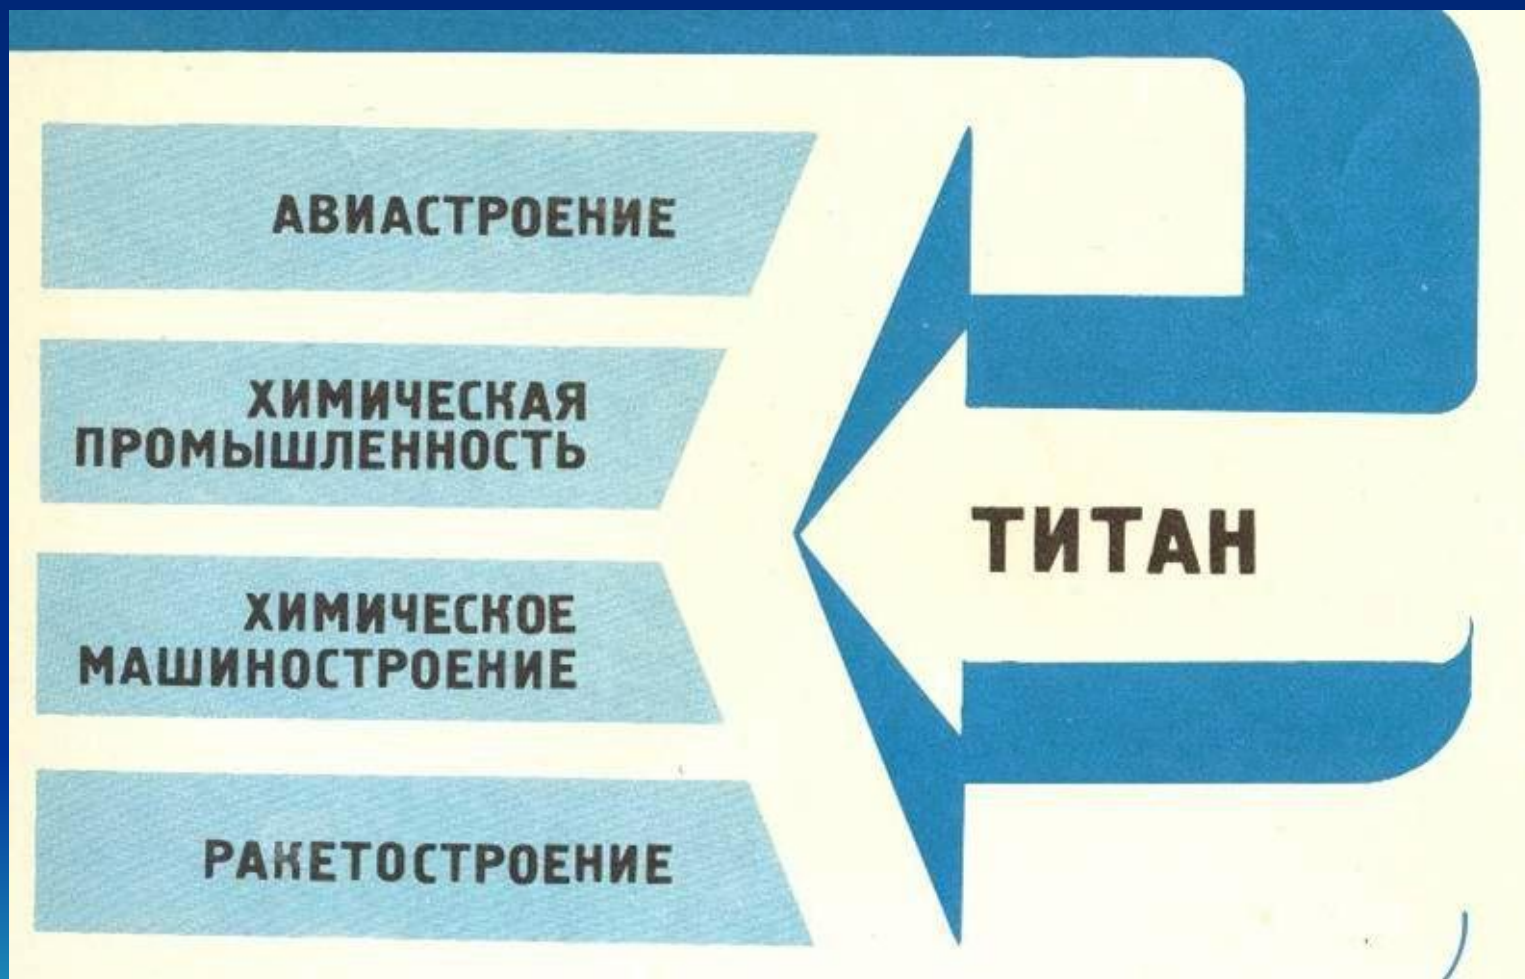 АВИАСТРОЕНИЕ
ХИМИЧЕСКАЯ
ПРОМЫШЛЕННОСТЬ
ТИТАН
ХИМИЧЕСКОЕ
МАШИНОСТРОЕНИЕ
РАКЕТОСТРОЕНИЕ